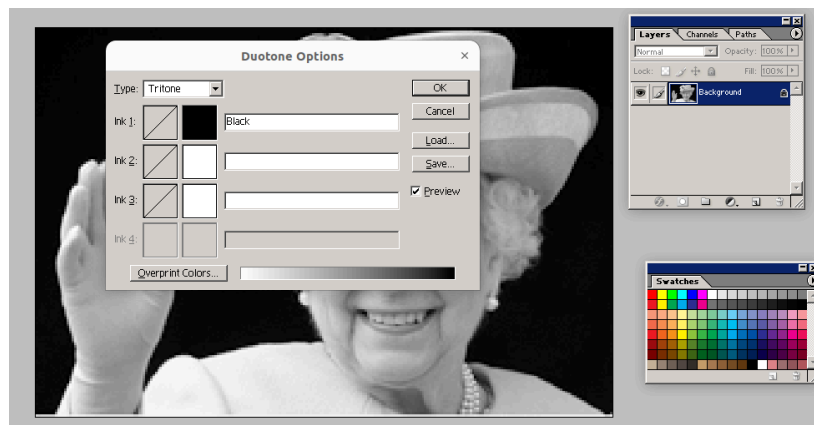 Duotone Options
Type: Tritone
OK
Ink 1: Black
Cancel
Load...
Ink 2:
Save...
Ink 3:
Preview
Ink 4:
Overprint Colors...
Layers Channels Paths
Normal Opacity: 100%
Lock: Fill: 100%
Background
Swatches